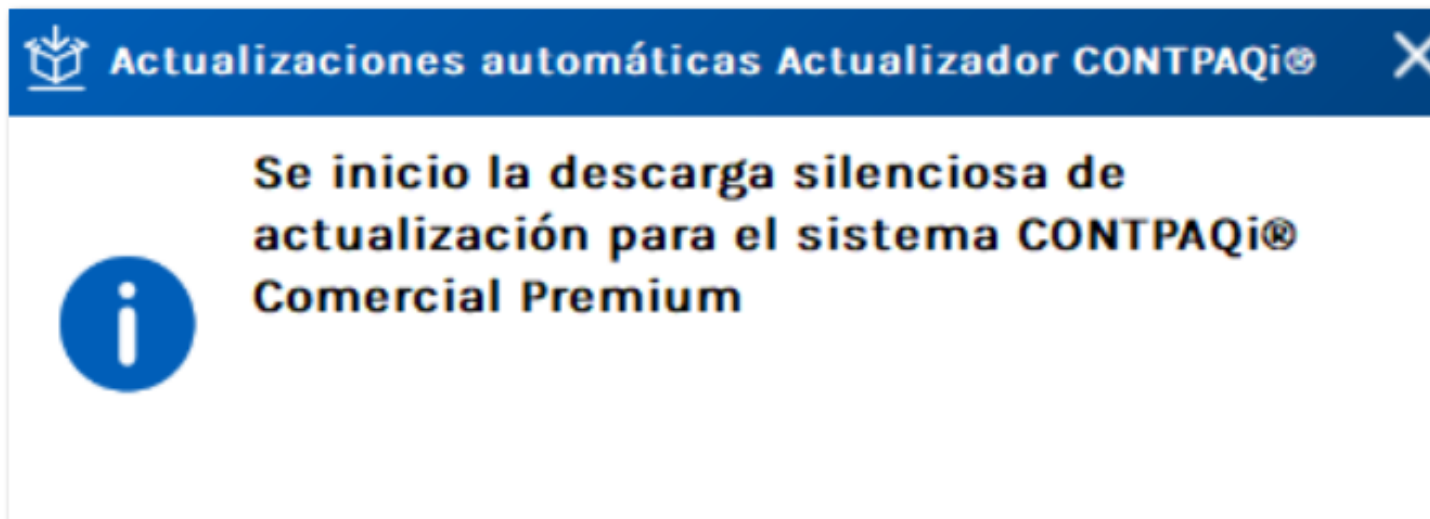 Actualizaciones automáticas Actualizador CONTPAQi®
Se inicio la descarga silenciosa de
actualización para el sistema CONTPAQi®
Comercial Premium